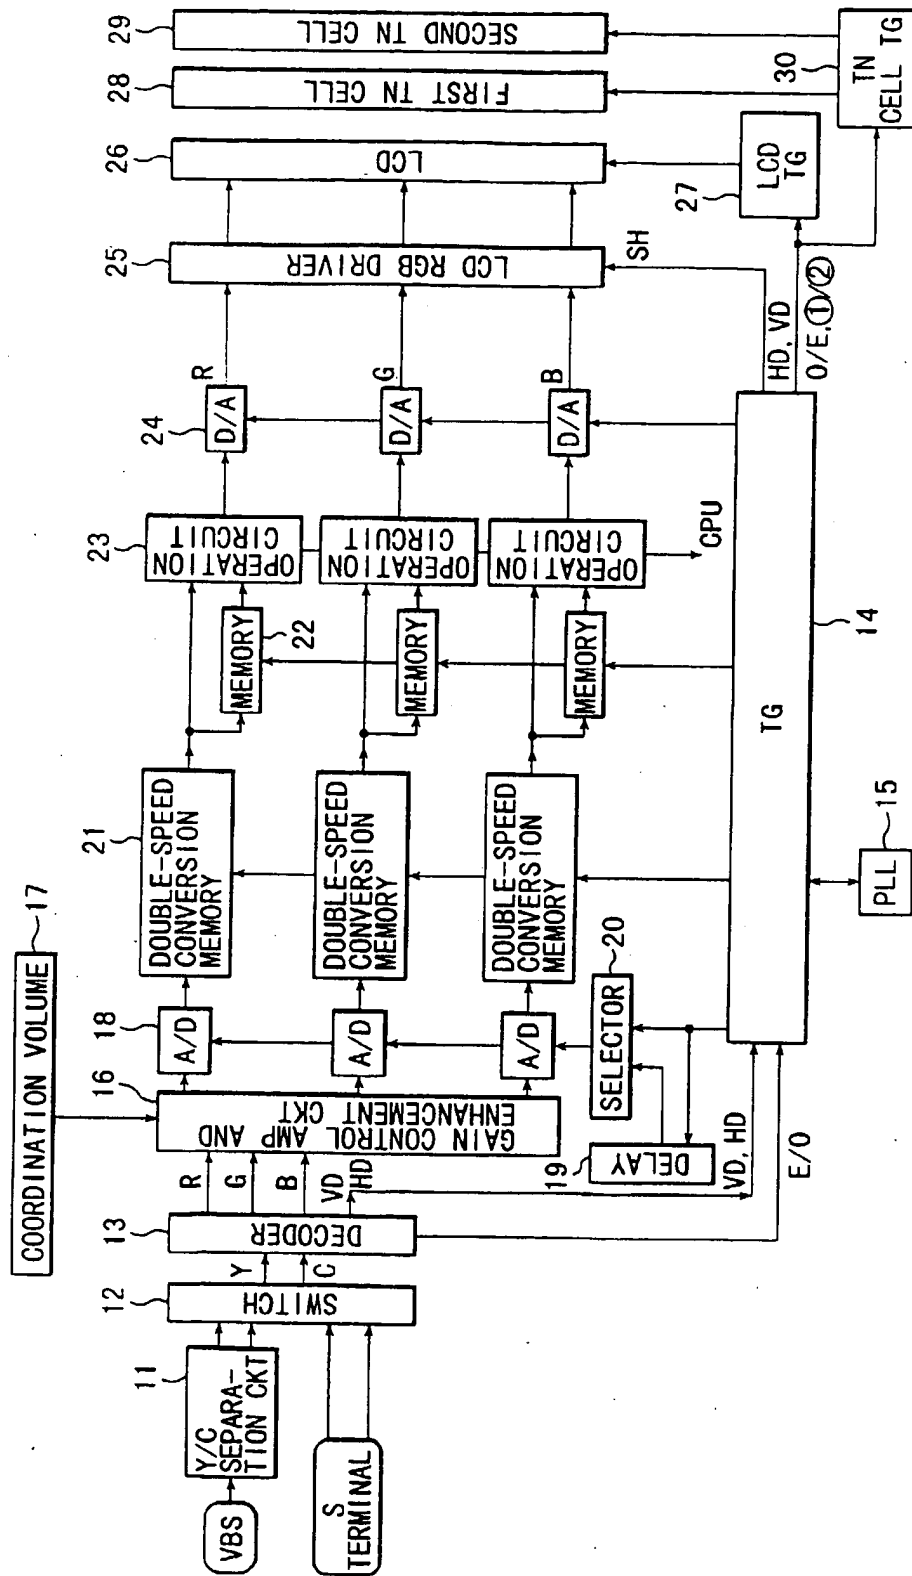 COORDINATION VOLUME
17
VBS
Y/C
SEPARA-
TION CKT
11
S
TERMINAL
SWITCH
12
Y
C
DECODER
13
R
G
B
VD
HD
GAIN CONTROL AMP AND
ENHANCEMENT CKT
16
A/D
18
A/D
A/D
DELAY
19
SELECTOR
20
VD, HD
E/O
DOUBLE-SPEED
CONVERSION
MEMORY
21
DOUBLE-SPEED
CONVERSION
MEMORY
DOUBLE-SPEED
CONVERSION
MEMORY
PLL
15
TG
14
MEMORY
22
MEMORY
MEMORY
OPERATION
CIRCUIT
23
OPERATION
CIRCUIT
OPERATION
CIRCUIT
CPU
D/A
24
D/A
D/A
R
G
B
HD, VD
O/E, ①/②
LCD RGB DRIVER
25
SH
LCD
26
LCD
TG
27
FIRST TN CELL
28
SECOND TN CELL
29
TN
CELL TG
30